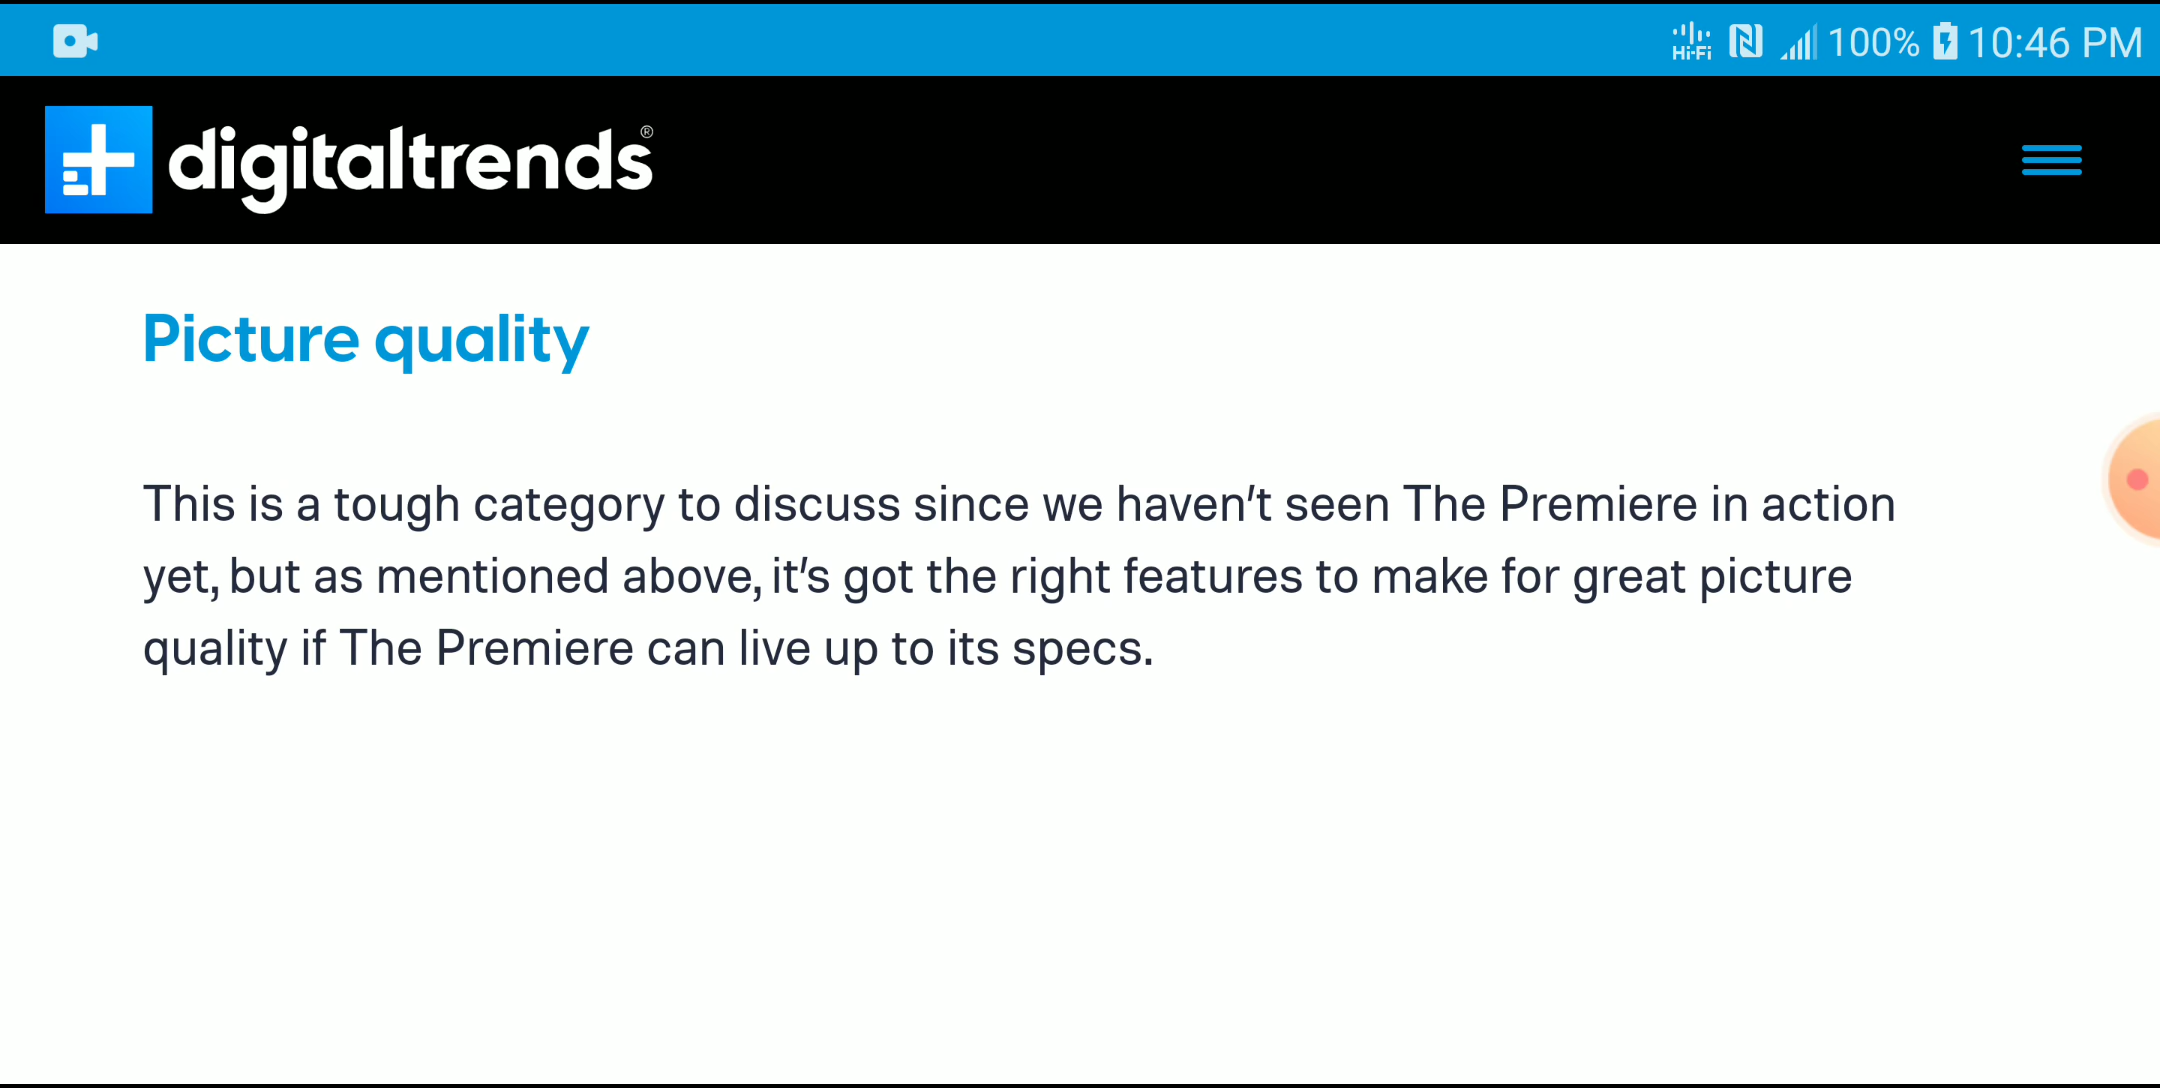 Hi-Fi 100% 10:46 PM
digitaltrends®
Picture quality
This is a tough category to discuss since we haven't seen The Premiere in action
yet, but as mentioned above, it's got the right features to make for great picture
quality if The Premiere can live up to its specs.